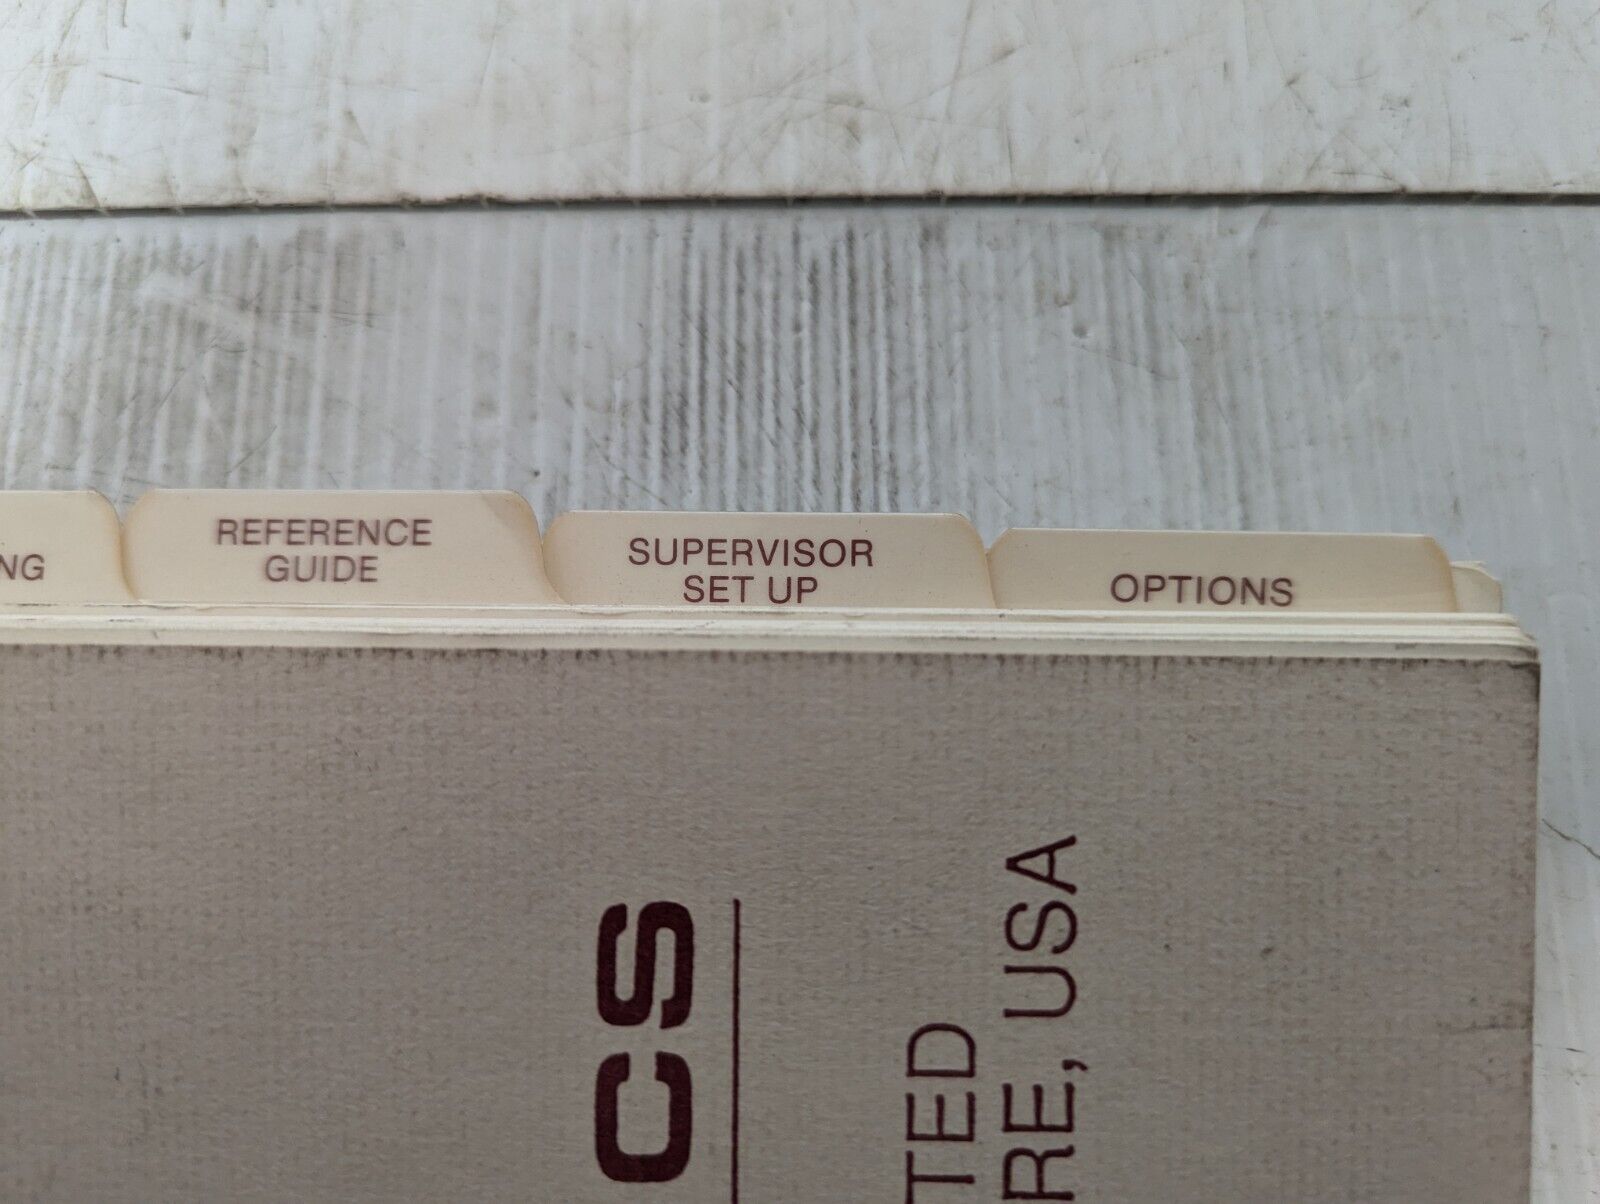 NG
REFERENCE
GUIDE
SUPERVISOR
SET UP
OPTIONS
CS
TED
RE, USA